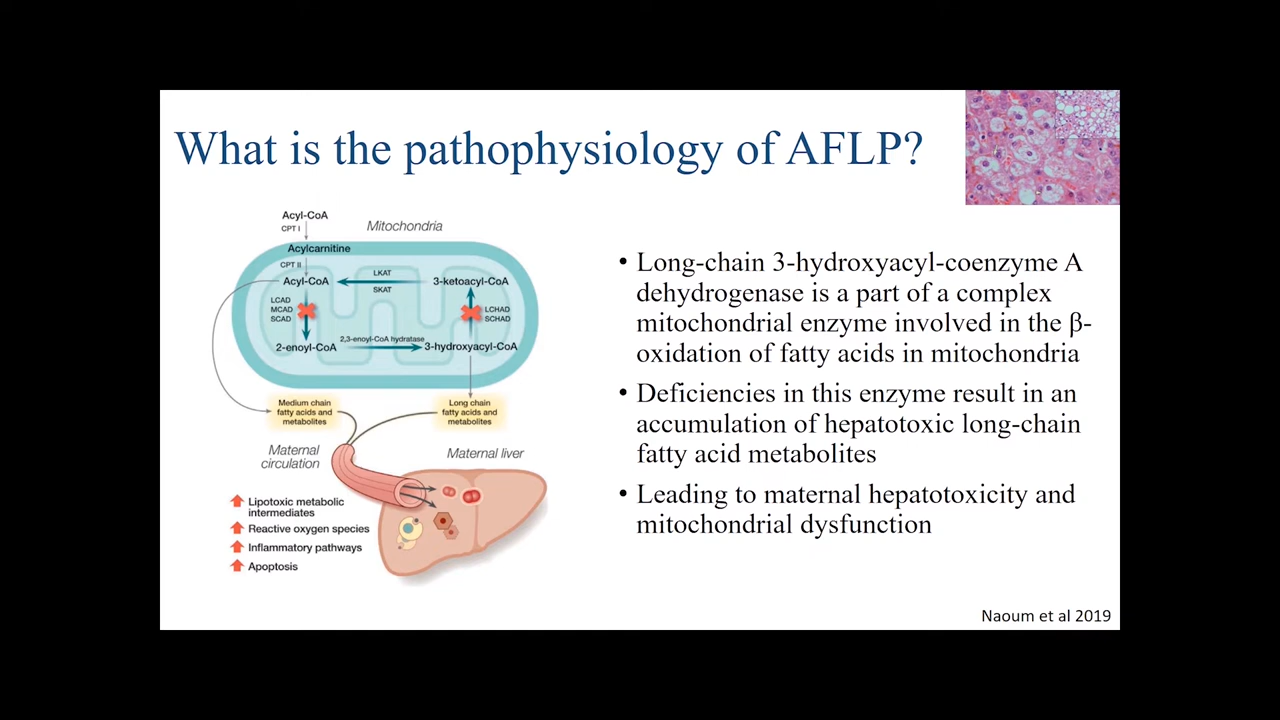 What is the pathophysiology of AFLP?
Acyl-CoA
CPT I
Mitochondria
Acylcarnitine
CPT II
Acyl-CoA
LKAT
SKAT
3-ketoacyl-CoA
LCAD
MCAD
SCAD
LCHAD
SCHAD
2-enoyl-CoA
2,3-enoyl-CoA hydratase
3-hydroxyacyl-CoA
Medium chain
fatty acids and
metabolites
Long chain
fatty acids and
metabolites
Maternal
circulation
Maternal liver
Lipotoxic metabolic
intermediates
Reactive oxygen species
Inflammatory pathways
Apoptosis
• Long-chain 3-hydroxyacyl-coenzyme A
dehydrogenase is a part of a complex
mitochondrial enzyme involved in the β-
oxidation of fatty acids in mitochondria
• Deficiencies in this enzyme result in an
accumulation of hepatotoxic long-chain
fatty acid metabolites
• Leading to maternal hepatotoxicity and
mitochondrial dysfunction
Naoum et al 2019